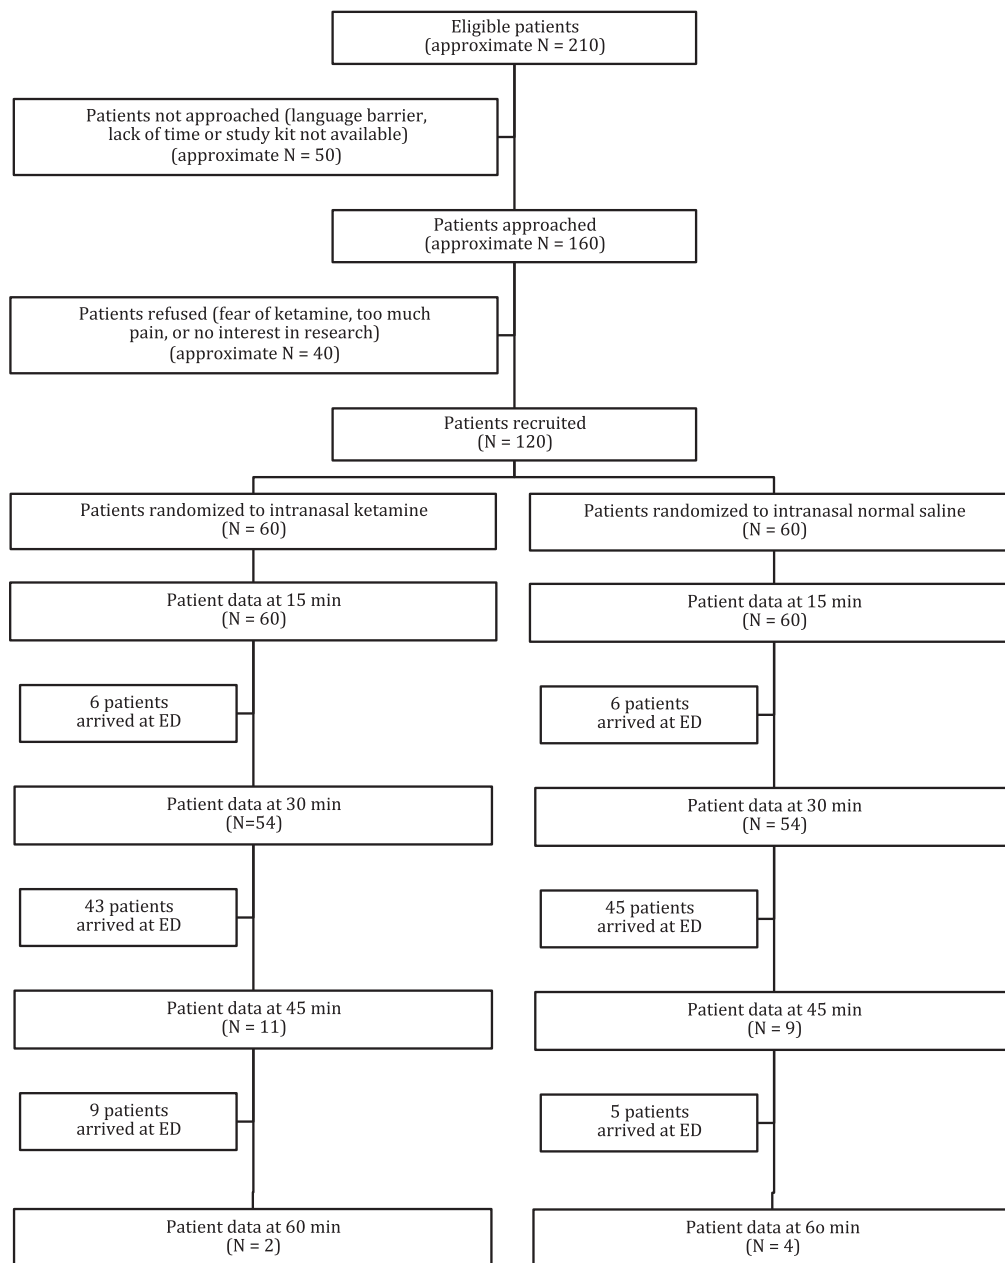 Eligible patients
(approximate N = 210)
Patients not approached (language barrier,
lack of time or study kit not available)
(approximate N = 50)
Patients approached
(approximate N = 160)
Patients refused (fear of ketamine, too much
pain, or no interest in research)
(approximate N = 40)
Patients recruited
(N = 120)
Patients randomized to intranasal ketamine
(N = 60)
Patients randomized to intranasal normal saline
(N = 60)
Patient data at 15 min
(N = 60)
Patient data at 15 min
(N = 60)
6 patients
arrived at ED
6 patients
arrived at ED
Patient data at 30 min
(N=54)
Patient data at 30 min
(N = 54)
43 patients
arrived at ED
45 patients
arrived at ED
Patient data at 45 min
(N = 11)
Patient data at 45 min
(N = 9)
9 patients
arrived at ED
5 patients
arrived at ED
Patient data at 60 min
(N = 2)
Patient data at 6o min
(N = 4)